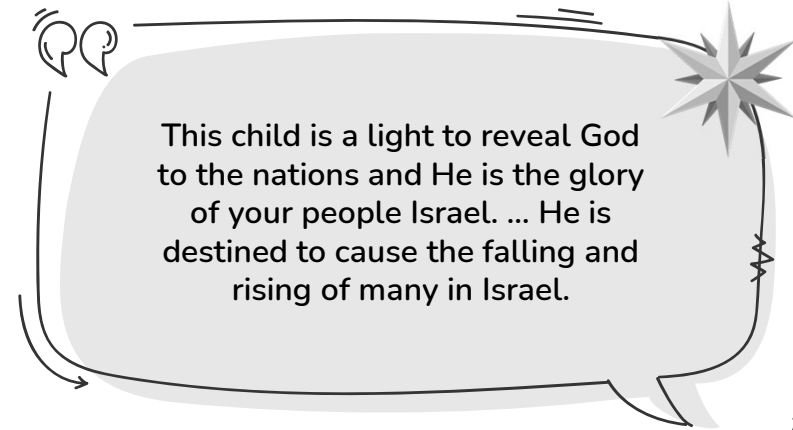 This child is a light to reveal God
to the nations and He is the glory
of your people Israel. ... He is
destined to cause the falling and
rising of many in Israel.